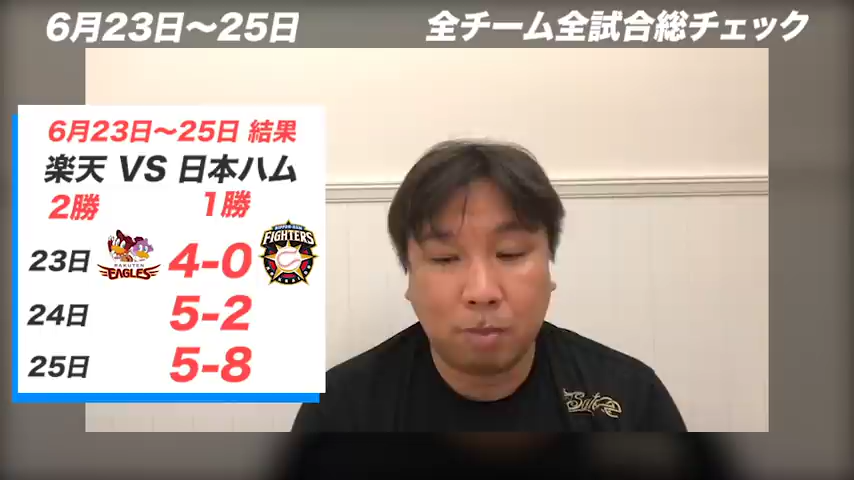 6月23日〜25日
全チーム全試合総チェック
6月23日〜25日 結果
楽天 VS 日本ハム
2勝 1勝
23日 RAKUTEN EAGLES 4-0 NIPPON-HAM FIGHTERS
24日 5-2
25日 5-8